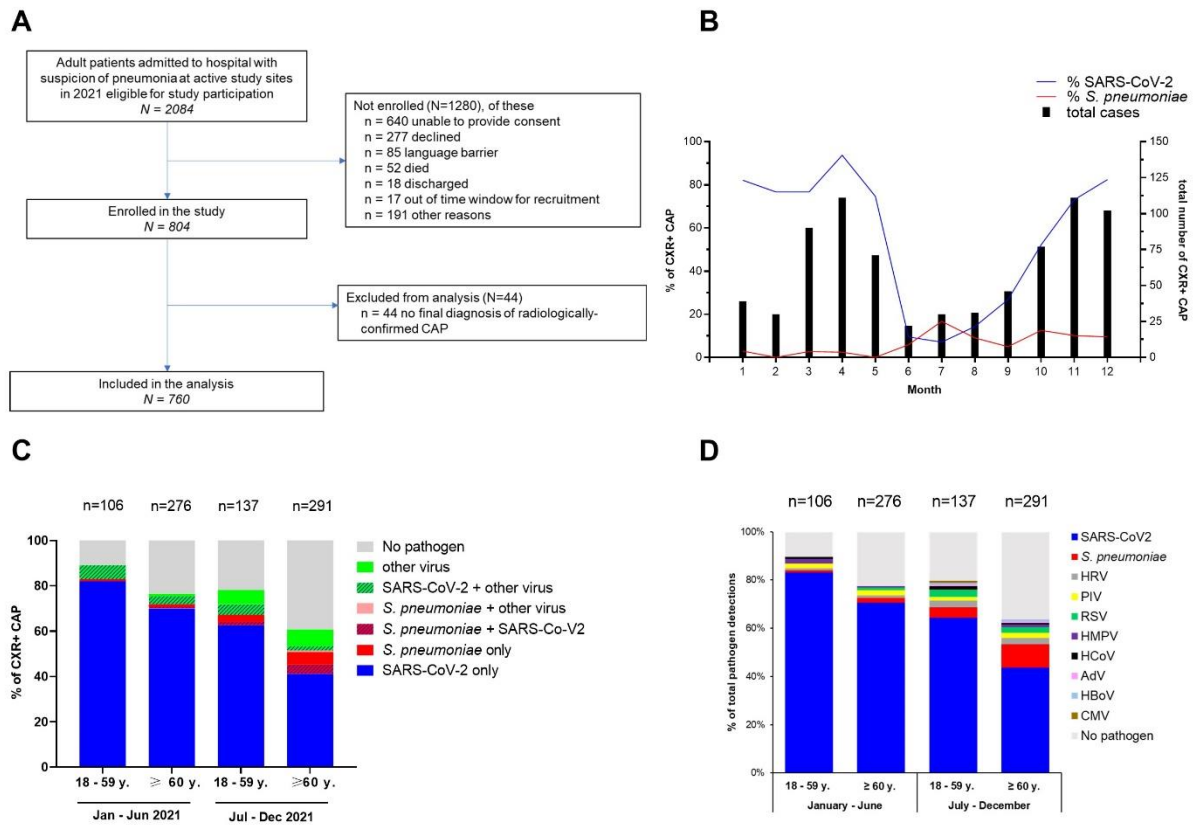 A
Adult patients admitted to hospital with
suspicion of pneumonia at active study sites
in 2021 eligible for study participation
N = 2084
Not enrolled (N=1280), of these
n = 640 unable to provide consent
n = 277 declined
n = 85 language barrier
n = 52 died
n = 18 discharged
n = 17 out of time window for recruitment
n = 191 other reasons
Enrolled in the study
N = 804
Excluded from analysis (N=44)
n = 44 no final diagnosis of radiologically-
confirmed CAP
Included in the analysis
N = 760
B
% SARS-CoV-2
% S. pneumoniae
total cases
% of CXR+ CAP
100
80
60
40
20
0
150
125
100
75
50
25
0
total number of CXR+ CAP
1 2 3 4 5 6 7 8 9 10 11 12
Month
C
n=106 n=276 n=137 n=291
% of CXR+ CAP
100
80
60
40
20
0
18 - 59 y. ≥ 60 y. 18 - 59 y. ≥60 y.
Jan - Jun 2021 Jul - Dec 2021
No pathogen
other virus
SARS-CoV-2 + other virus
S. pneumoniae + other virus
S. pneumoniae + SARS-Co-V2
S. pneumoniae only
SARS-CoV-2 only
D
n=106 n=276 n=137 n=291
% of total pathogen detections
100%
80%
60%
40%
20%
0%
18 - 59 y. ≥ 60 y. 18 - 59 y. ≥ 60 y.
January - June July - December
SARS-CoV2
S. pneumoniae
HRV
PIV
RSV
HMPV
HCoV
AdV
HBoV
CMV
No pathogen